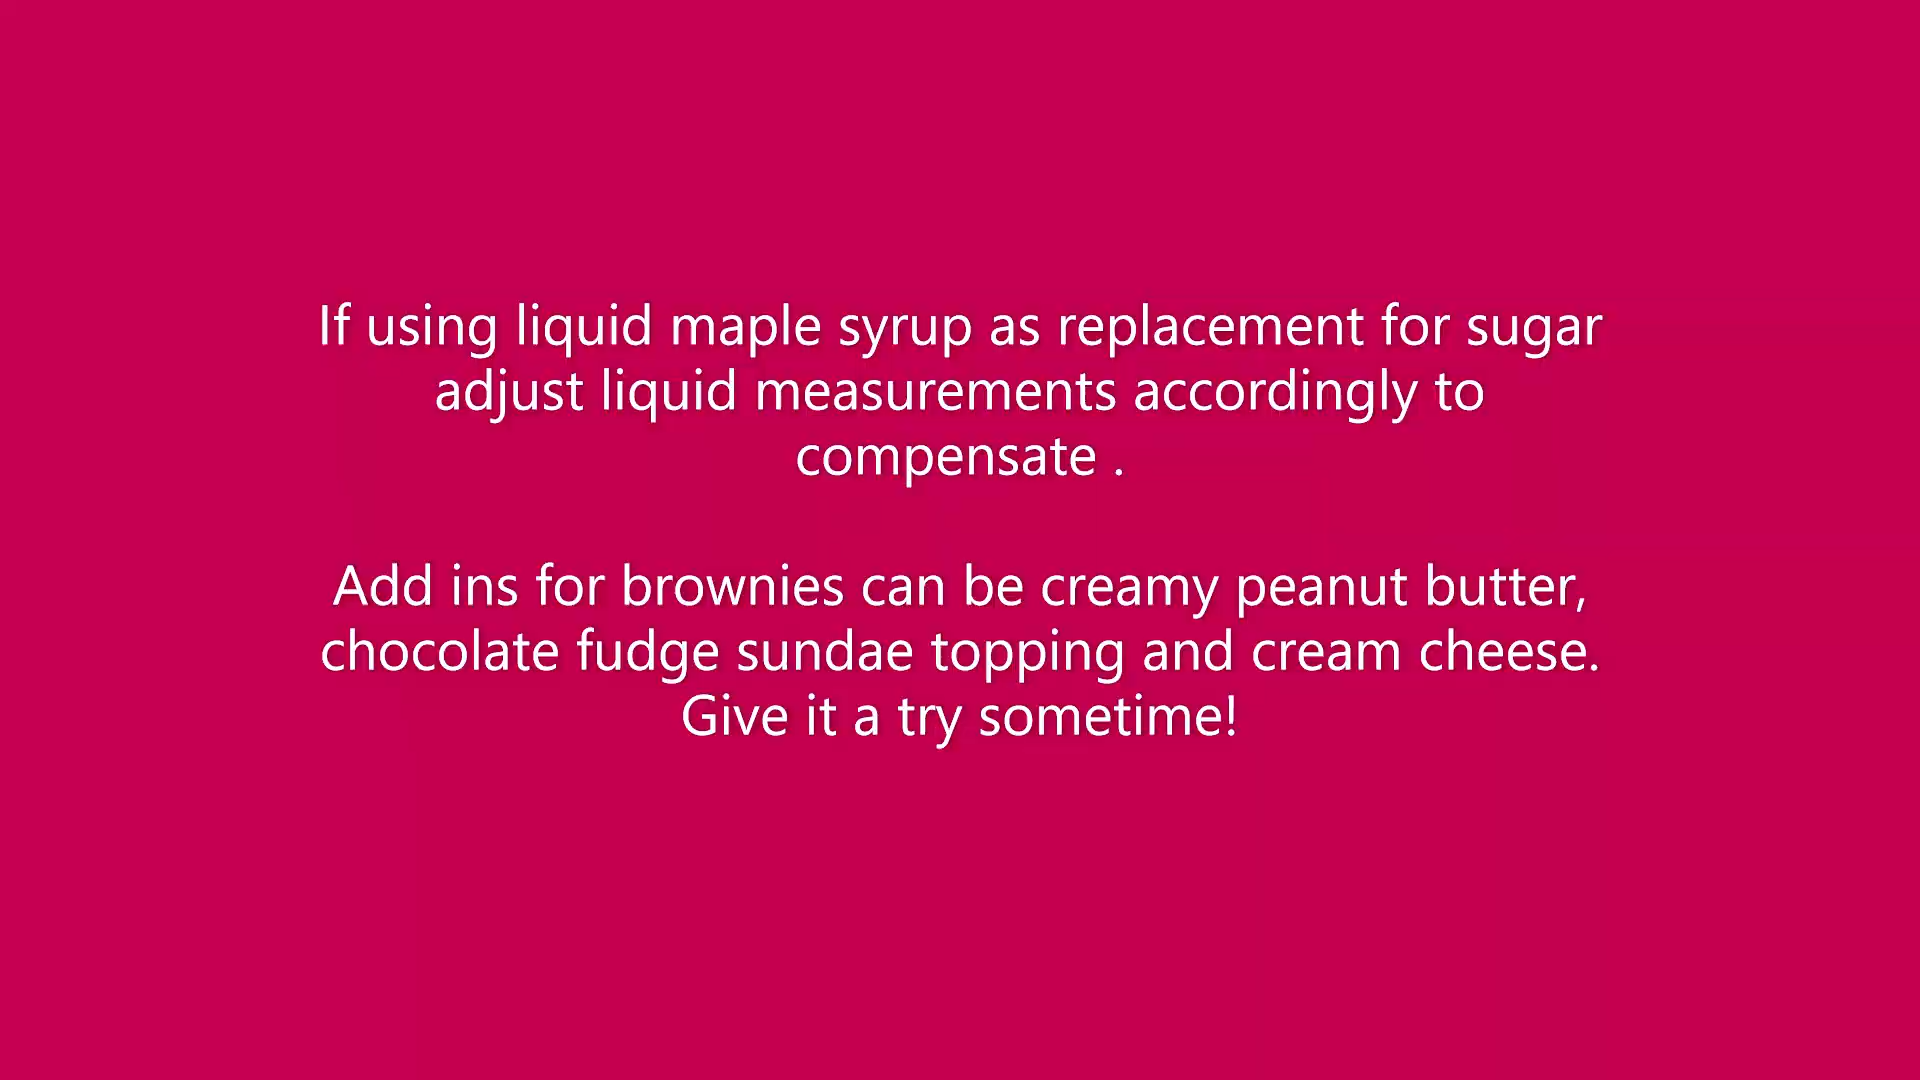 If using liquid maple syrup as replacement for sugar
adjust liquid measurements accordingly to
compensate .
Add ins for brownies can be creamy peanut butter,
chocolate fudge sundae topping and cream cheese.
Give it a try sometime!